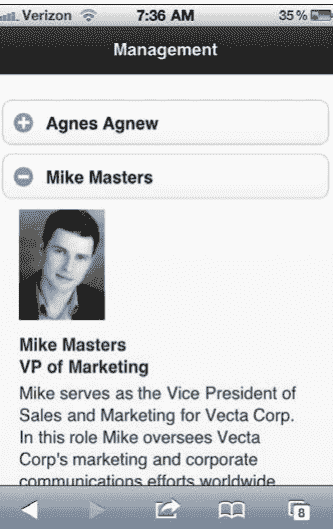 Verizon 7:36 AM 35%
Management
Agnes Agnew
Mike Masters
Mike Masters
VP of Marketing
Mike serves as the Vice President of
Sales and Marketing for Vecta Corp.
In this role Mike oversees Vecta
Corp's marketing and corporate
communications efforts worldwide
8